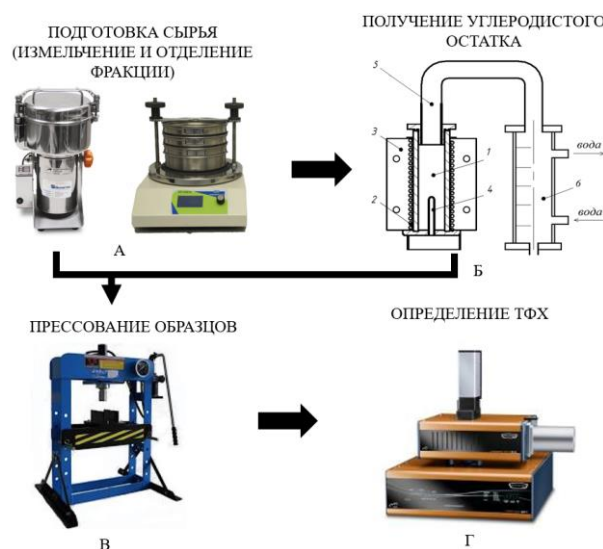 ПОДГОТОВКА СЫРЬЯ
(ИЗМЕЛЬЧЕНИЕ И ОТДЕЛЕНИЕ
ФРАКЦИИ)
А
ПОЛУЧЕНИЕ УГЛЕРОДИСТОГО
ОСТАТКА
5
3
1
4
2
6
вода
вода
Б
ПРЕССОВАНИЕ ОБРАЗЦОВ
В
ОПРЕДЕЛЕНИЕ ТФХ
Г